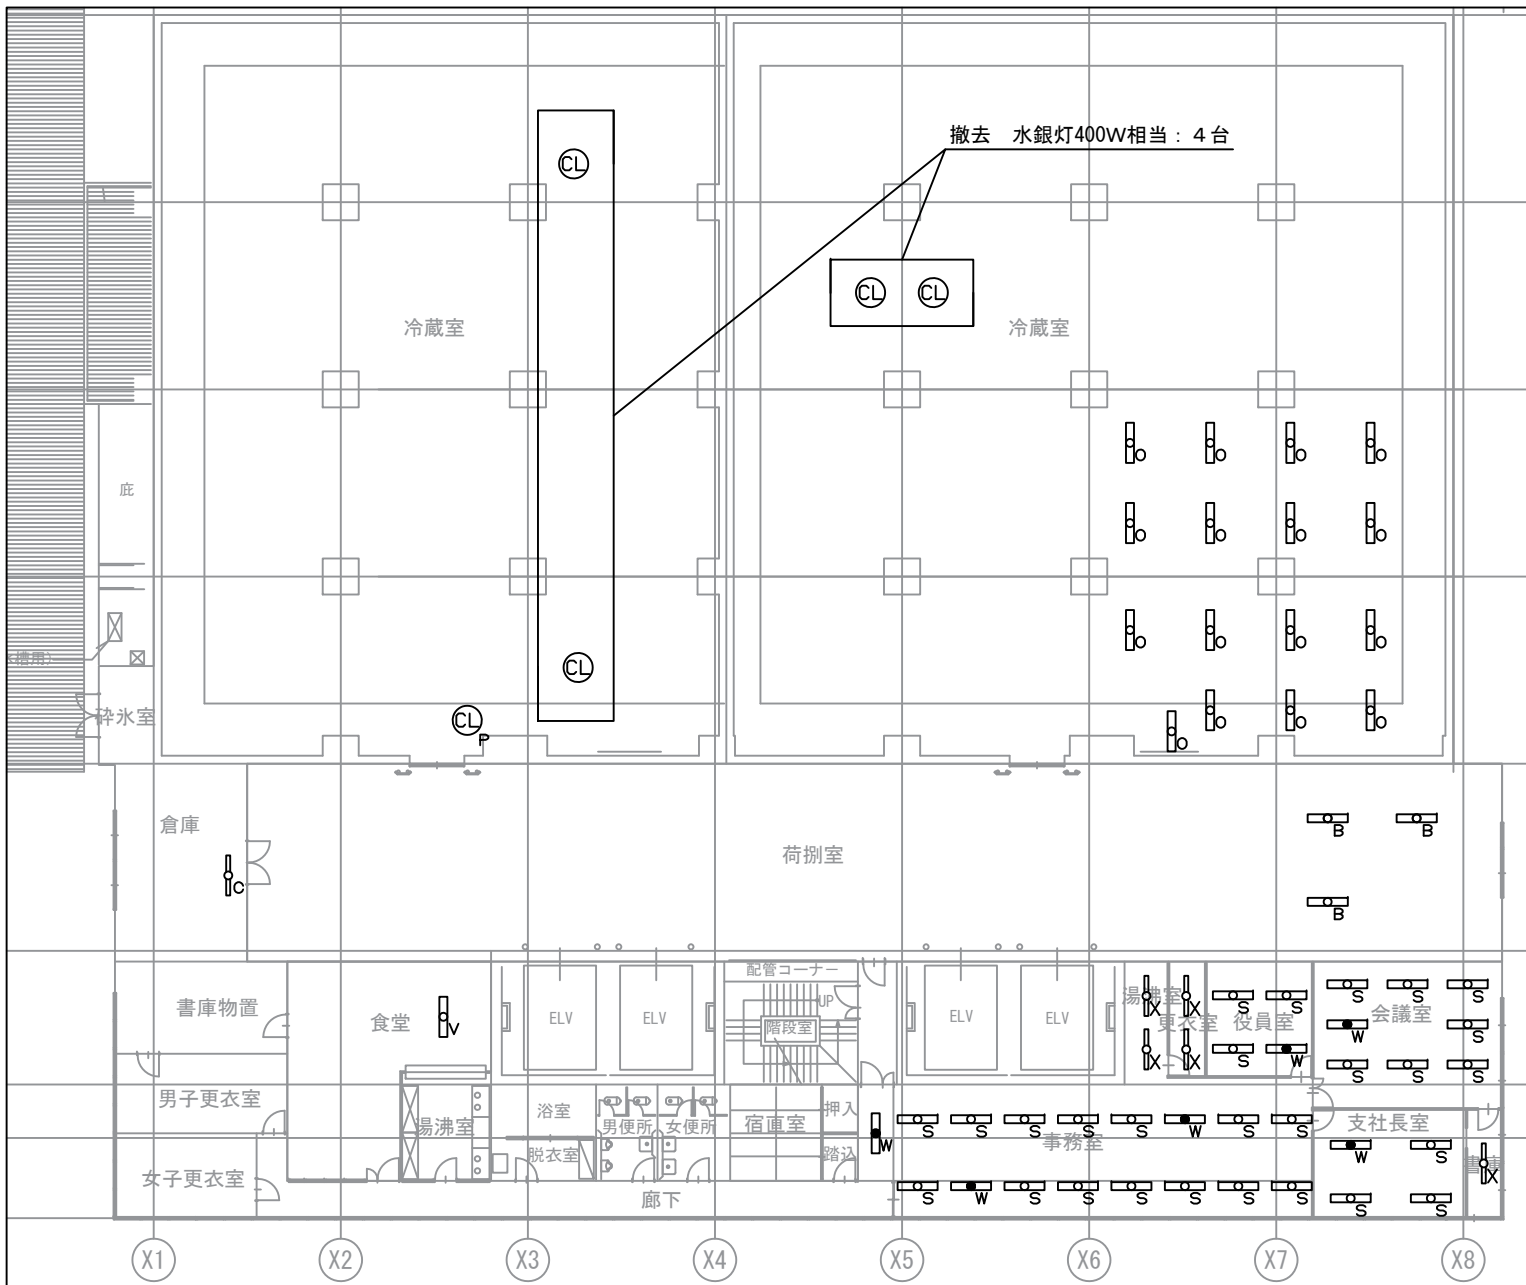 撤去　水銀灯400W相当：４台
CL
CL
CL
冷蔵室
冷蔵室
O
O
O
O
庇
O
O
O
O
O
O
O
O
槽用)
CL
砕氷室
CL
P
O
O
O
O
倉庫
B
B
荷捌室
C
B
配管コーナー
書庫物置
食堂
V
ELV
ELV
UP
階段室
ELV
ELV
湯沸室
X
X
更衣室
役員室
S
S
X
X
S
W
会議室
S
S
S
W
S
S
S
S
男子更衣室
湯沸室
浴室
男便所
女便所
宿直室
押入
W
S
S
S
S
S
W
S
S
事務室
支社長室
女子更衣室
脱衣室
踏込
W
S
書庫
X
廊下
S
W
S
S
S
S
S
S
S
S
X1
X2
X3
X4
X5
X6
X7
X8